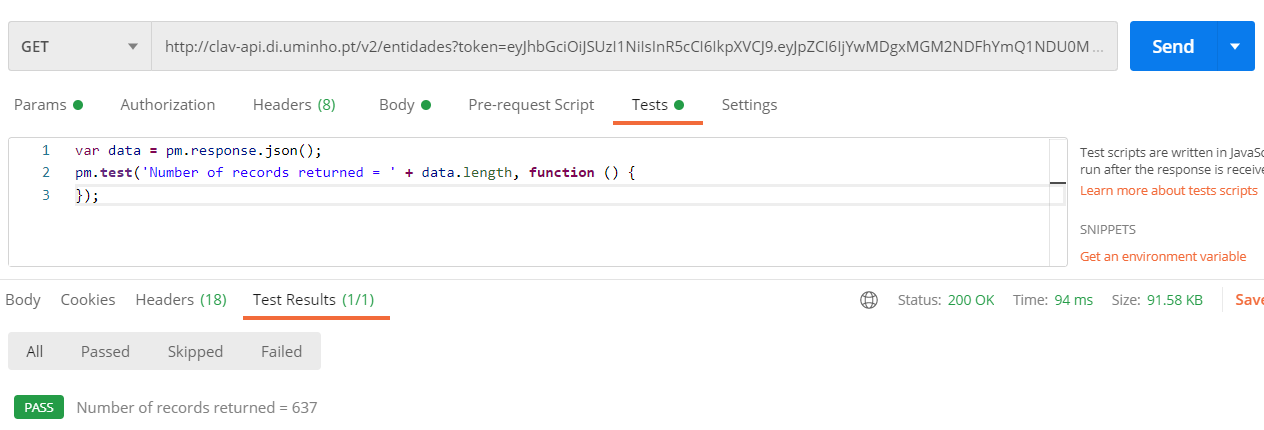 GET http://clav-api.di.uminho.pt/v2/entidades?token=eyJhbGciOiJSUzI1NiIsInR5cCI6IkpXVCJ9.eyJpZCI6IjYwMDgxMGM2NDFhYmQ1NDU0M ... Send
Params Authorization Headers (8) Body Pre-request Script Tests Settings
1 var data = pm.response.json();
2 pm.test('Number of records returned = ' + data.length, function () {
3 });
Test scripts are written in JavaSc
run after the response is receive
Learn more about tests scripts
SNIPPETS
Get an environment variable
Body Cookies Headers (18) Test Results (1/1) Status: 200 OK Time: 94 ms Size: 91.58 KB Save
All Passed Skipped Failed
PASS Number of records returned = 637